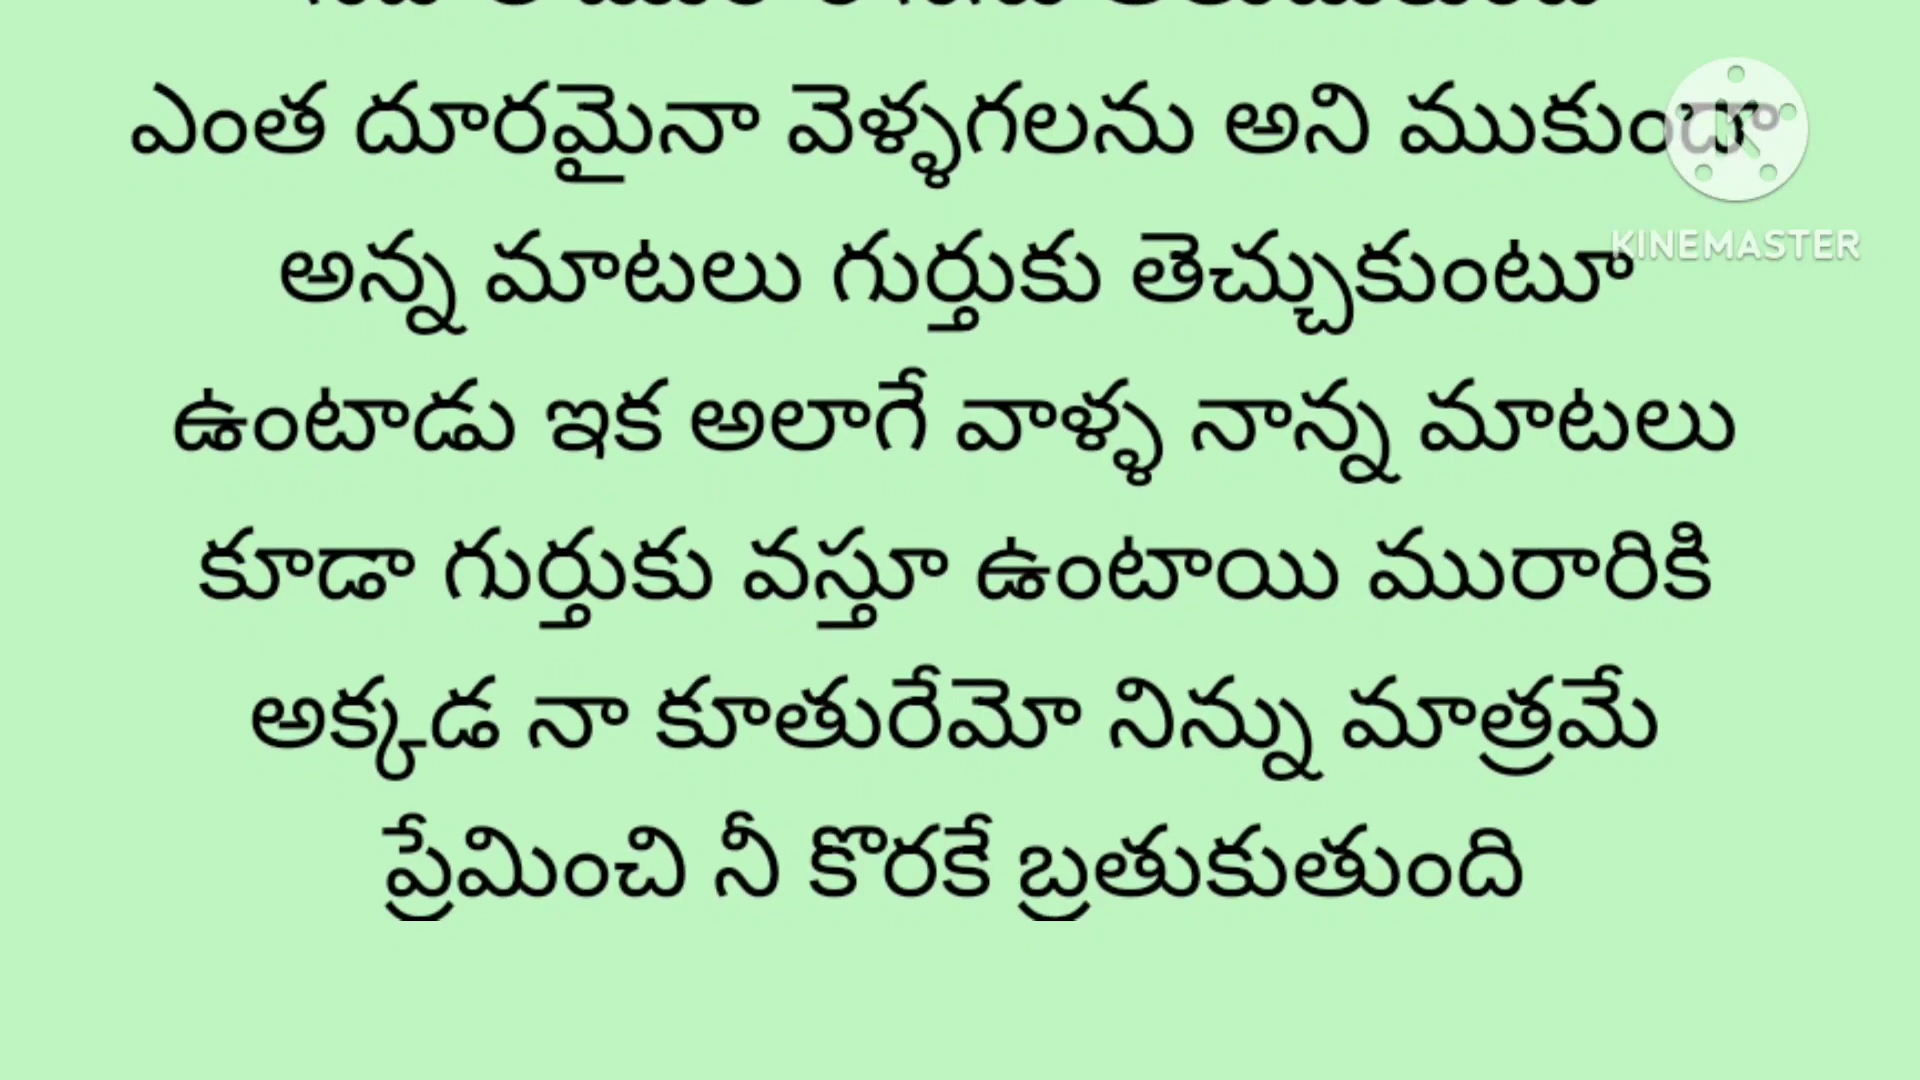 ఎంత దూరమైనా వెళ్ళగలను అని ముకుందా
అన్న మాటలు గుర్తుకు తెచ్చుకుంటూ
KINEMASTER
ఉంటాడు ఇక అలాగే వాళ్ళ నాన్న మాటలు
కూడా గుర్తుకు వస్తూ ఉంటాయి మురారికి
అక్కడ నా కూతురేమో నిన్ను మాత్రమే
ప్రేమించి నీ కొరకే బ్రతుకుతుంది